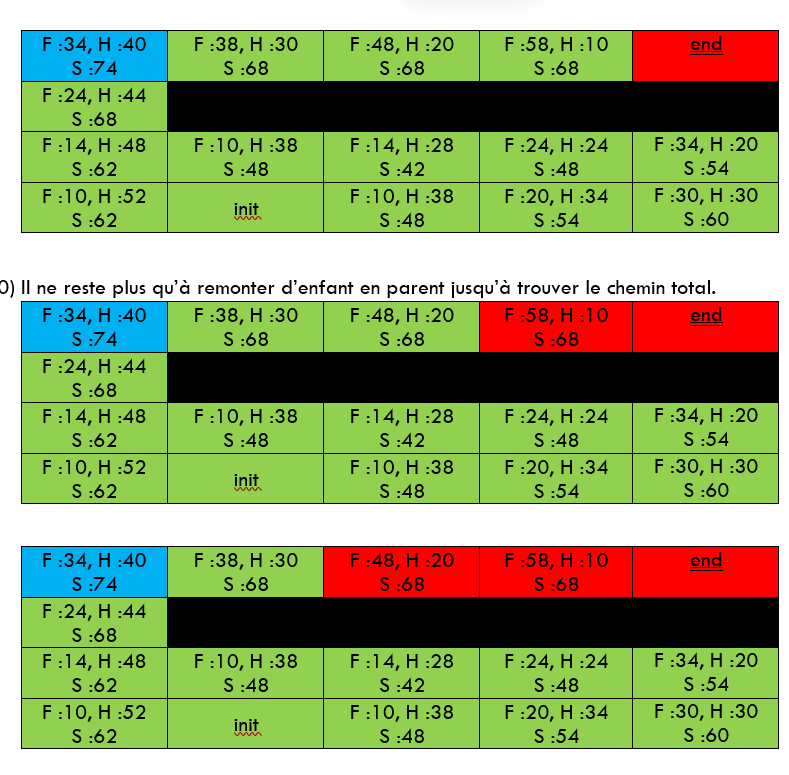 F :34, H :40 F :38, H :30 F :48, H :20 F :58, H :10 end
S :74 S :68 S :68 S :68
F :24, H :44
S :68
F :14, H :48 F :10, H :38 F :14, H :28 F :24, H :24 F :34, H :20
S :62 S :48 S :42 S :48 S :54
F :10, H :52 init F :10, H :38 F :20, H :34 F :30, H :30
S :62 S :48 S :54 S :60
0) Il ne reste plus qu’à remonter d’enfant en parent jusqu’à trouver le chemin total.
F :34, H :40 F :38, H :30 F :48, H :20 F :58, H :10 end
S :74 S :68 S :68 S :68
F :24, H :44
S :68
F :14, H :48 F :10, H :38 F :14, H :28 F :24, H :24 F :34, H :20
S :62 S :48 S :42 S :48 S :54
F :10, H :52 init F :10, H :38 F :20, H :34 F :30, H :30
S :62 S :48 S :54 S :60
F :34, H :40 F :38, H :30 F :48, H :20 F :58, H :10 end
S :74 S :68 S :68 S :68
F :24, H :44
S :68
F :14, H :48 F :10, H :38 F :14, H :28 F :24, H :24 F :34, H :20
S :62 S :48 S :42 S :48 S :54
F :10, H :52 init F :10, H :38 F :20, H :34 F :30, H :30
S :62 S :48 S :54 S :60